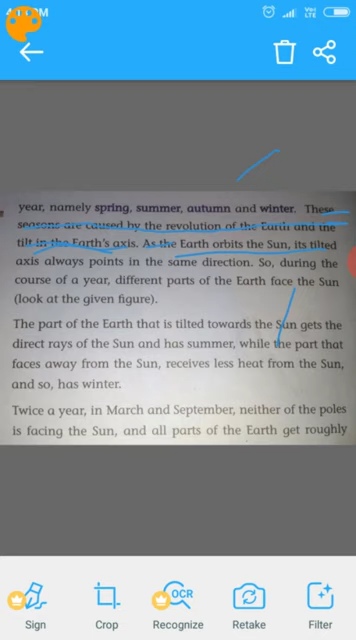 year, namely spring, summer, autumn and winter. These
seasons are caused by the revolution of the Earth and the
tilt in the Earth's axis. As the Earth orbits the Sun, its tilted
axis always points in the same direction. So, during the
course of a year, different parts of the Earth face the Sun
(look at the given figure).
The part of the Earth that is tilted towards the Sun gets the
direct rays of the Sun and has summer, while the part that
faces away from the Sun, receives less heat from the Sun,
and so, has winter.
Twice a year, in March and September, neither of the poles
is facing the Sun, and all parts of the Earth get roughly
OCR
Sign Crop Recognize Retake Filter